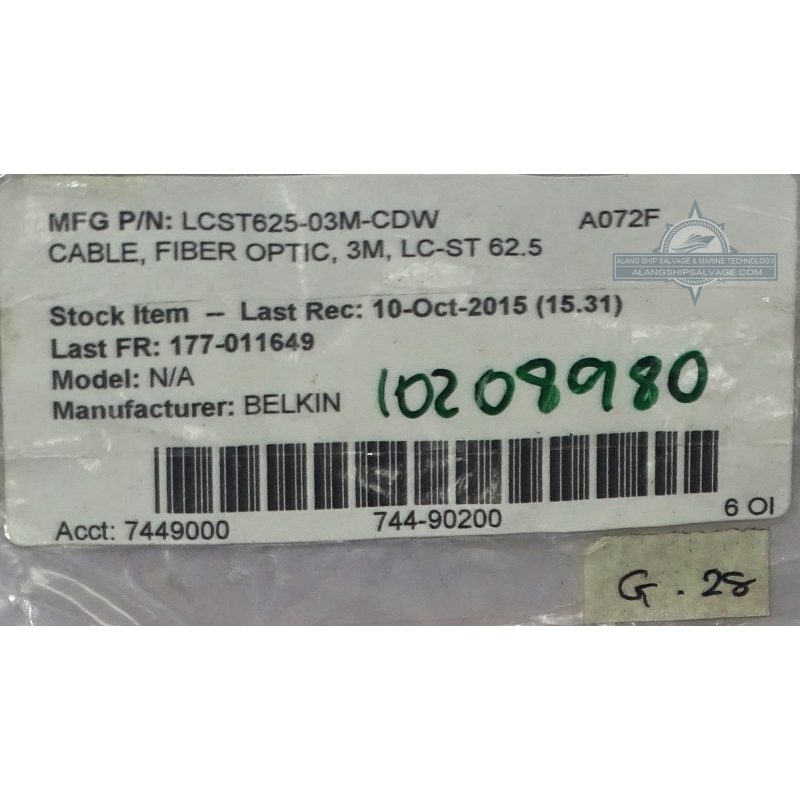 ALANG SHIP SALVAGE & MARINE TECHNOLOGY
ALANGSHIPSALVAGE.COM
MFG P/N: LCST625-03M-CDW A072F
CABLE, FIBER OPTIC, 3M, LC-ST 62.5
Stock Item -- Last Rec: 10-Oct-2015 (15.31)
Last FR: 177-011649
Model: N/A
Manufacturer: BELKIN 10208980
Acct: 7449000 744-90200 6 OI
G.28